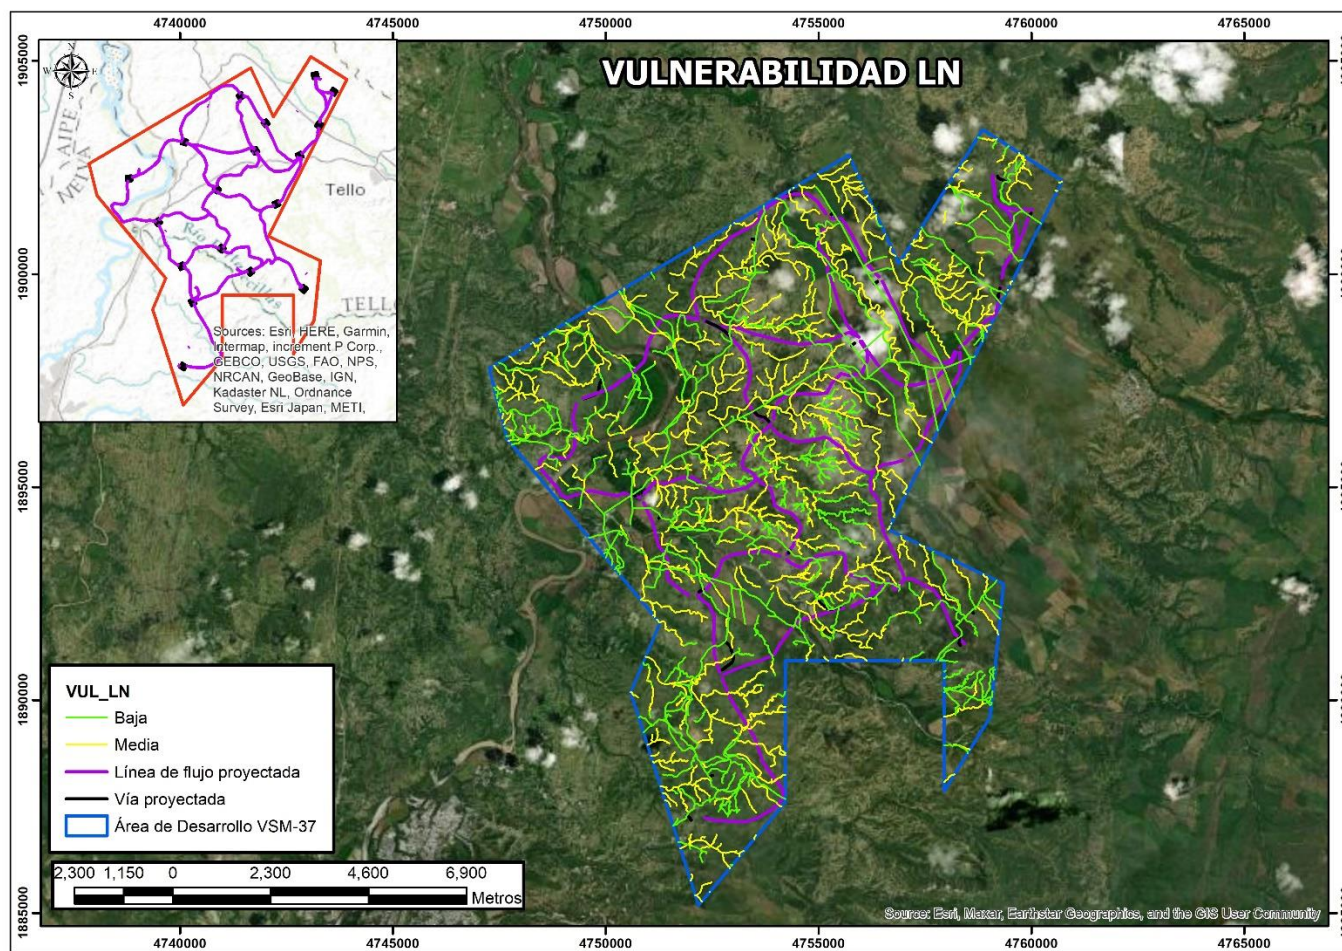 4740000 4745000 4750000 4755000 4760000 4765000
VULNERABILIDAD LN
N
W E
S
AIPE
NEIVA
Tello
TELLO
Sources: Esri, HERE, Garmin,
Intermap, increment P Corp.,
GEBCO, USGS, FAO, NPS,
NRCAN, GeoBase, IGN,
Kadaster NL, Ordnance
Survey, Esri Japan, METI,
1905000
1900000
1895000
1890000
1885000
VUL_LN
Baja
Media
Línea de flujo proyectada
Vía proyectada
Área de Desarrollo VSM-37
2,300 1,150 0 2,300 4,600 6,900
Metros
Source: Esri, Maxar, Earthstar Geographics, and the GIS User Community
4740000 4745000 4750000 4755000 4760000 4765000